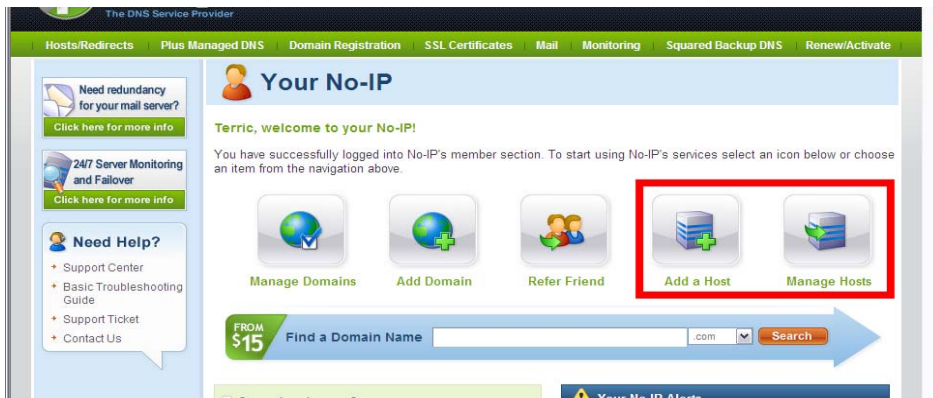 The DNS Service Provider
Hosts/Redirects Plus Managed DNS Domain Registration SSL Certificates Mail Monitoring Squared Backup DNS Renew/Activate
Need redundancy
for your mail server?
Click here for more info
24/7 Server Monitoring
and Failover
Click here for more info
Need Help?
Support Center
Basic Troubleshooting
Guide
Support Ticket
Contact Us
Your No-IP
Terric, welcome to your No-IP!
You have successfully logged into No-IP's member section. To start using No-IP's services select an icon below or choose
an item from the navigation above.
Manage Domains Add Domain Refer Friend Add a Host Manage Hosts
FROM
$15
Find a Domain Name .com Search
Your No-IP Alerts